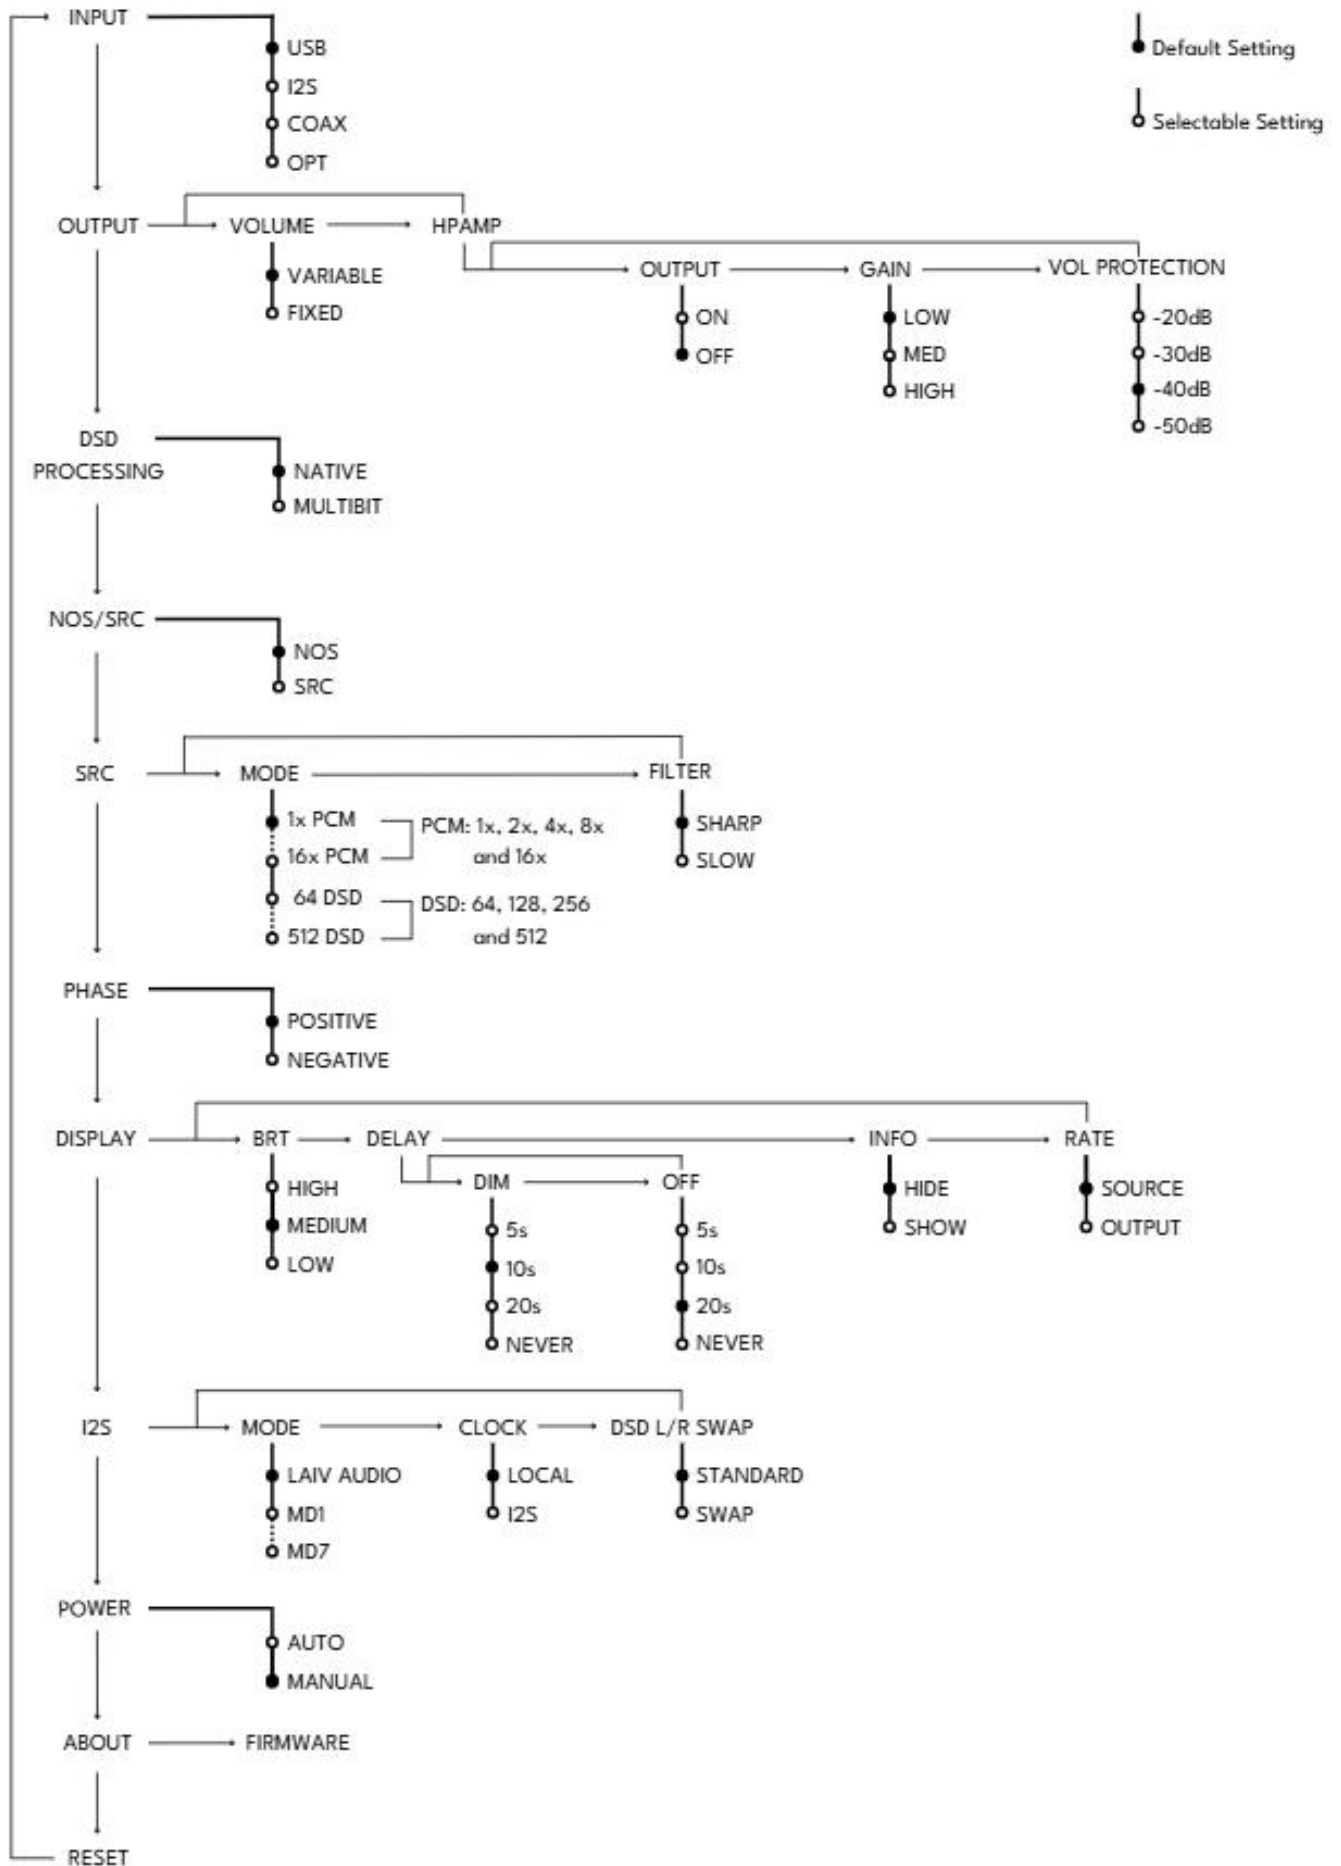 INPUT
USB
I2S
COAX
OPT
Default Setting
Selectable Setting
OUTPUT
VOLUME
HPAMP
VARIABLE
FIXED
OUTPUT
GAIN
VOL PROTECTION
ON
OFF
LOW
MED
HIGH
-20dB
-30dB
-40dB
-50dB
DSD
PROCESSING
NATIVE
MULTIBIT
NOS/SRC
NOS
SRC
SRC
MODE
FILTER
1x PCM
16x PCM
PCM: 1x, 2x, 4x, 8x
and 16x
64 DSD
512 DSD
DSD: 64, 128, 256
and 512
SHARP
SLOW
PHASE
POSITIVE
NEGATIVE
DISPLAY
BRT
DELAY
INFO
RATE
HIGH
MEDIUM
LOW
DIM
OFF
5s
10s
20s
NEVER
5s
10s
20s
NEVER
HIDE
SHOW
SOURCE
OUTPUT
I2S
MODE
CLOCK
DSD L/R SWAP
LAIV AUDIO
MD1
MD7
LOCAL
I2S
STANDARD
SWAP
POWER
AUTO
MANUAL
ABOUT
FIRMWARE
RESET